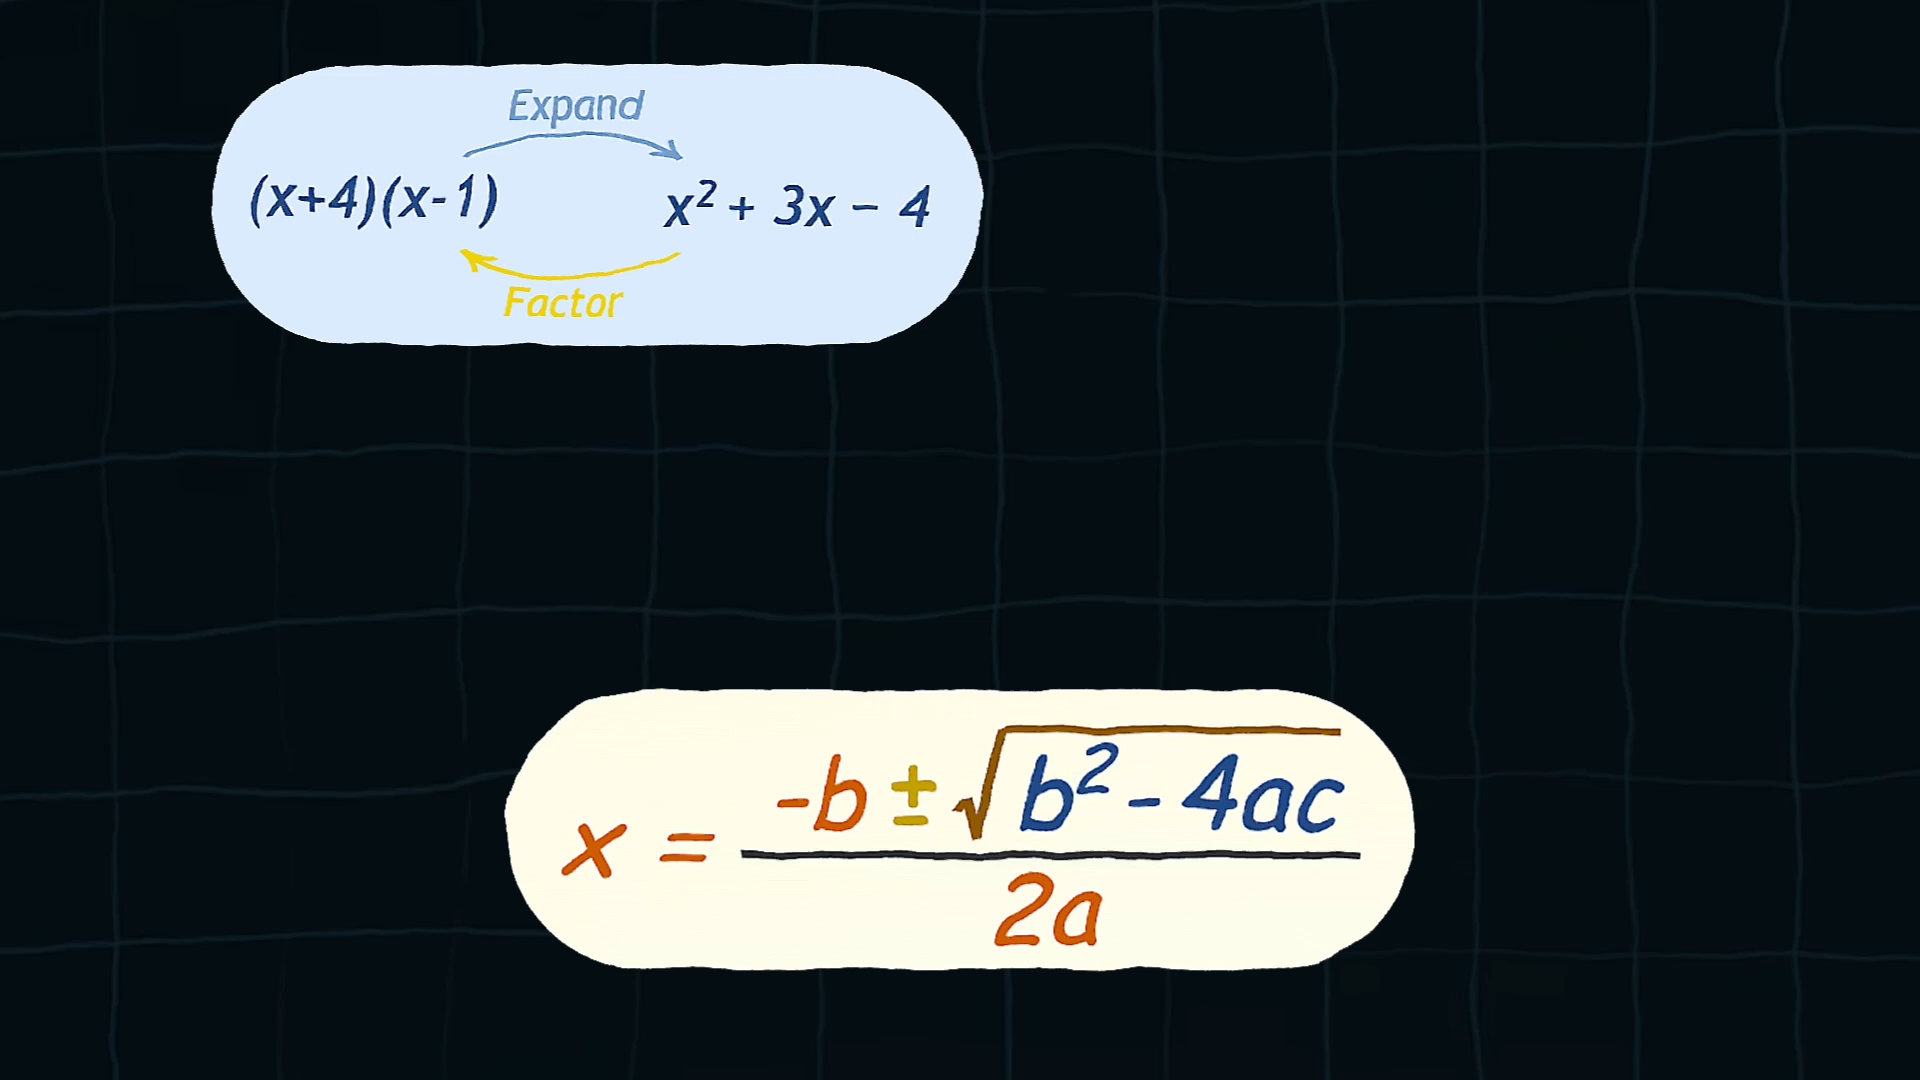 Expand
(x+4)(x-1) x² + 3x − 4
Factor
x = -b ± √b² - 4ac
2a